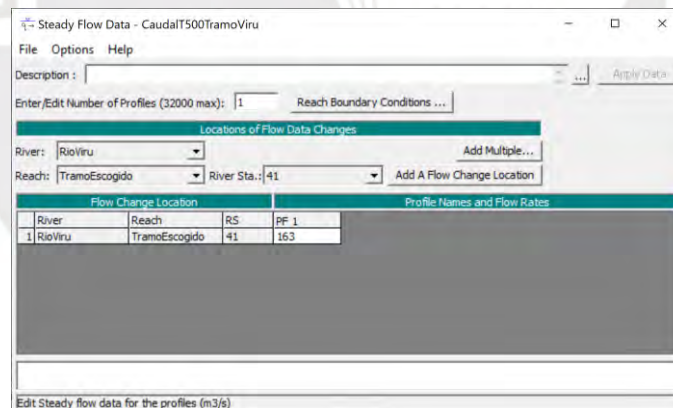 Steady Flow Data - CaudalT500TramoViru
File Options Help
Description :
... Apply Data
Enter/Edit Number of Profiles (32000 max): 1 Reach Boundary Conditions ...
Locations of Flow Data Changes
River: RioViru Add Multiple...
Reach: TramoEscogido River Sta.: 41 Add A Flow Change Location
Flow Change Location Profile Names and Flow Rates
River Reach RS PF 1
1 RioViru TramoEscogido 41 163
Edit Steady flow data for the profiles (m3/s)